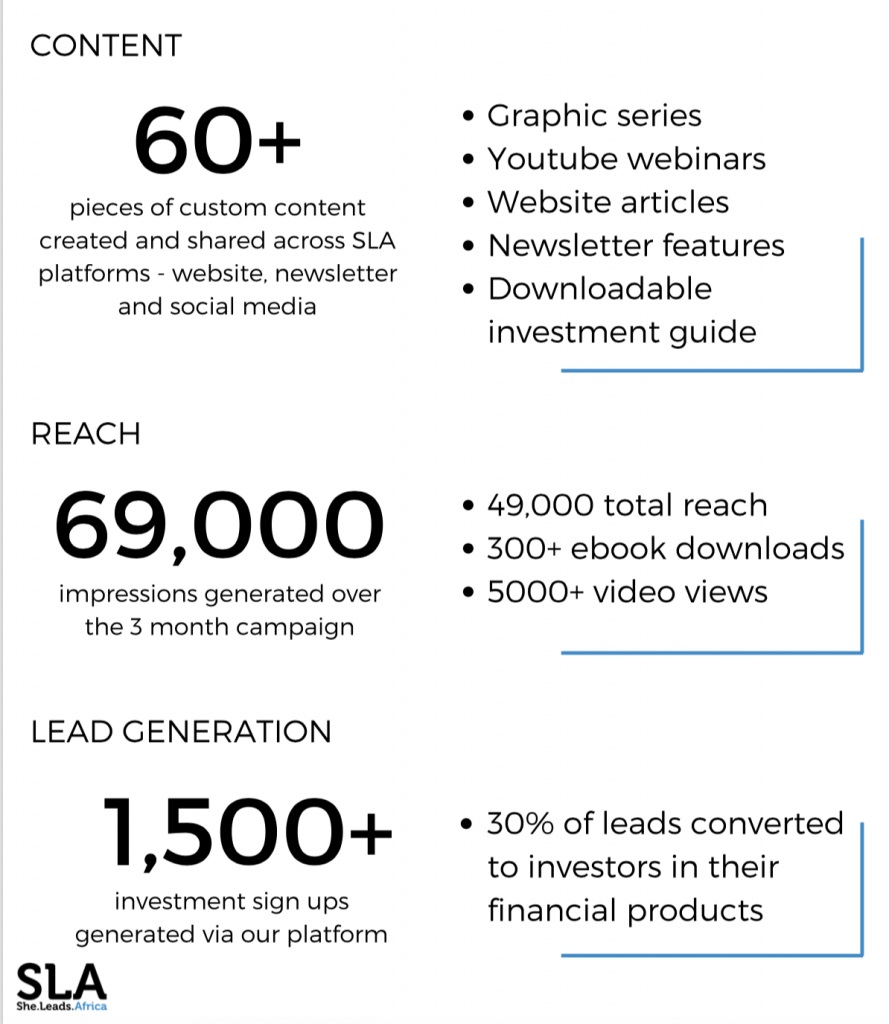 CONTENT
60+
pieces of custom content
created and shared across SLA
platforms - website, newsletter
and social media
• Graphic series
• Youtube webinars
• Website articles
• Newsletter features
• Downloadable
investment guide
REACH
69,000
impressions generated over
the 3 month campaign
• 49,000 total reach
• 300+ ebook downloads
• 5000+ video views
LEAD GENERATION
1,500+
investment sign ups
generated via our platform
• 30% of leads converted
to investors in their
financial products
SLA
She.Leads.Africa